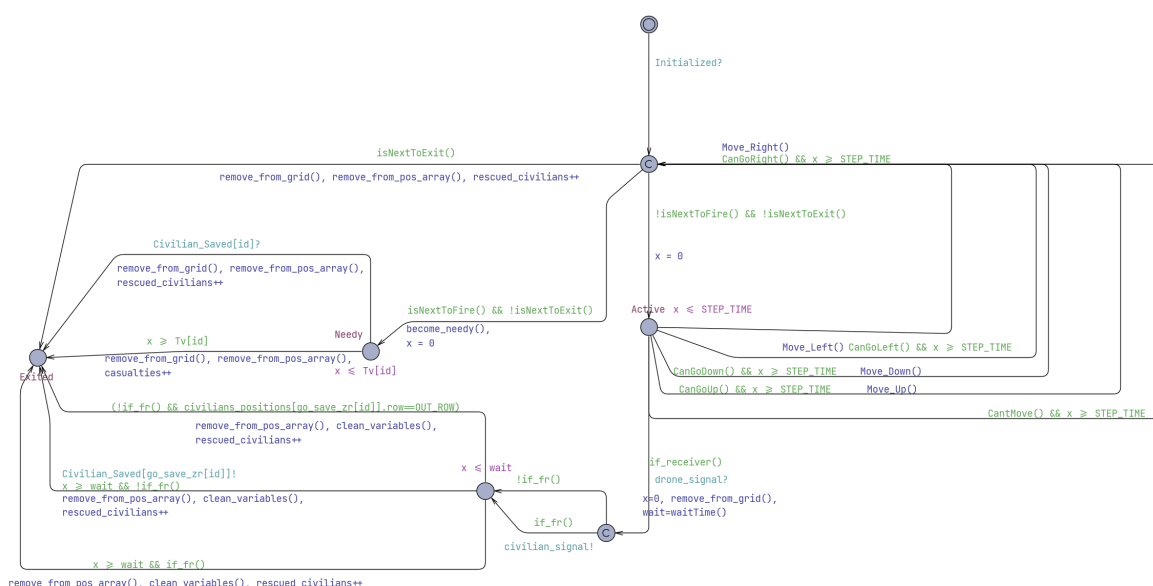 Initialized?
Move_Right()
CanGoRight() && x ⩾ STEP_TIME
C
isNextToExit()
remove_from_grid(), remove_from_pos_array(), rescued_civilians++
!isNextToFire() && !isNextToExit()
x = 0
Civilian_Saved[id]?
remove_from_grid(), remove_from_pos_array(),
rescued_civilians++
isNextToFire() && !isNextToExit()
become_needy(),
x = 0
Active x ⩽ STEP_TIME
Needy
x ⩾ Tv[id]
remove_from_grid(), remove_from_pos_array(),
casualties++
x ⩽ Tv[id]
Exited
Move_Left() CanGoLeft() && x ⩾ STEP_TIME
CanGoDown() && x ⩾ STEP_TIME Move_Down()
CanGoUp() && x ⩾ STEP_TIME Move_Up()
CantMove() && x ⩾ STEP_TIME
(!if_fr() && civilians_positions[go_save_zr[id]].row==OUT_ROW)
remove_from_pos_array(), clean_variables(),
rescued_civilians++
x ⩽ wait
!if_fr()
if_receiver()
drone_signal?
x=0, remove_from_grid(),
wait=waitTime()
Civilian_Saved[go_save_zr[id]]!
x ⩾ wait && !if_fr()
remove_from_pos_array(), clean_variables(),
rescued_civilians++
if_fr()
C
civilian_signal!
x ⩾ wait && if_fr()
remove_from_pos_array(), clean_variables(), rescued_civilians++